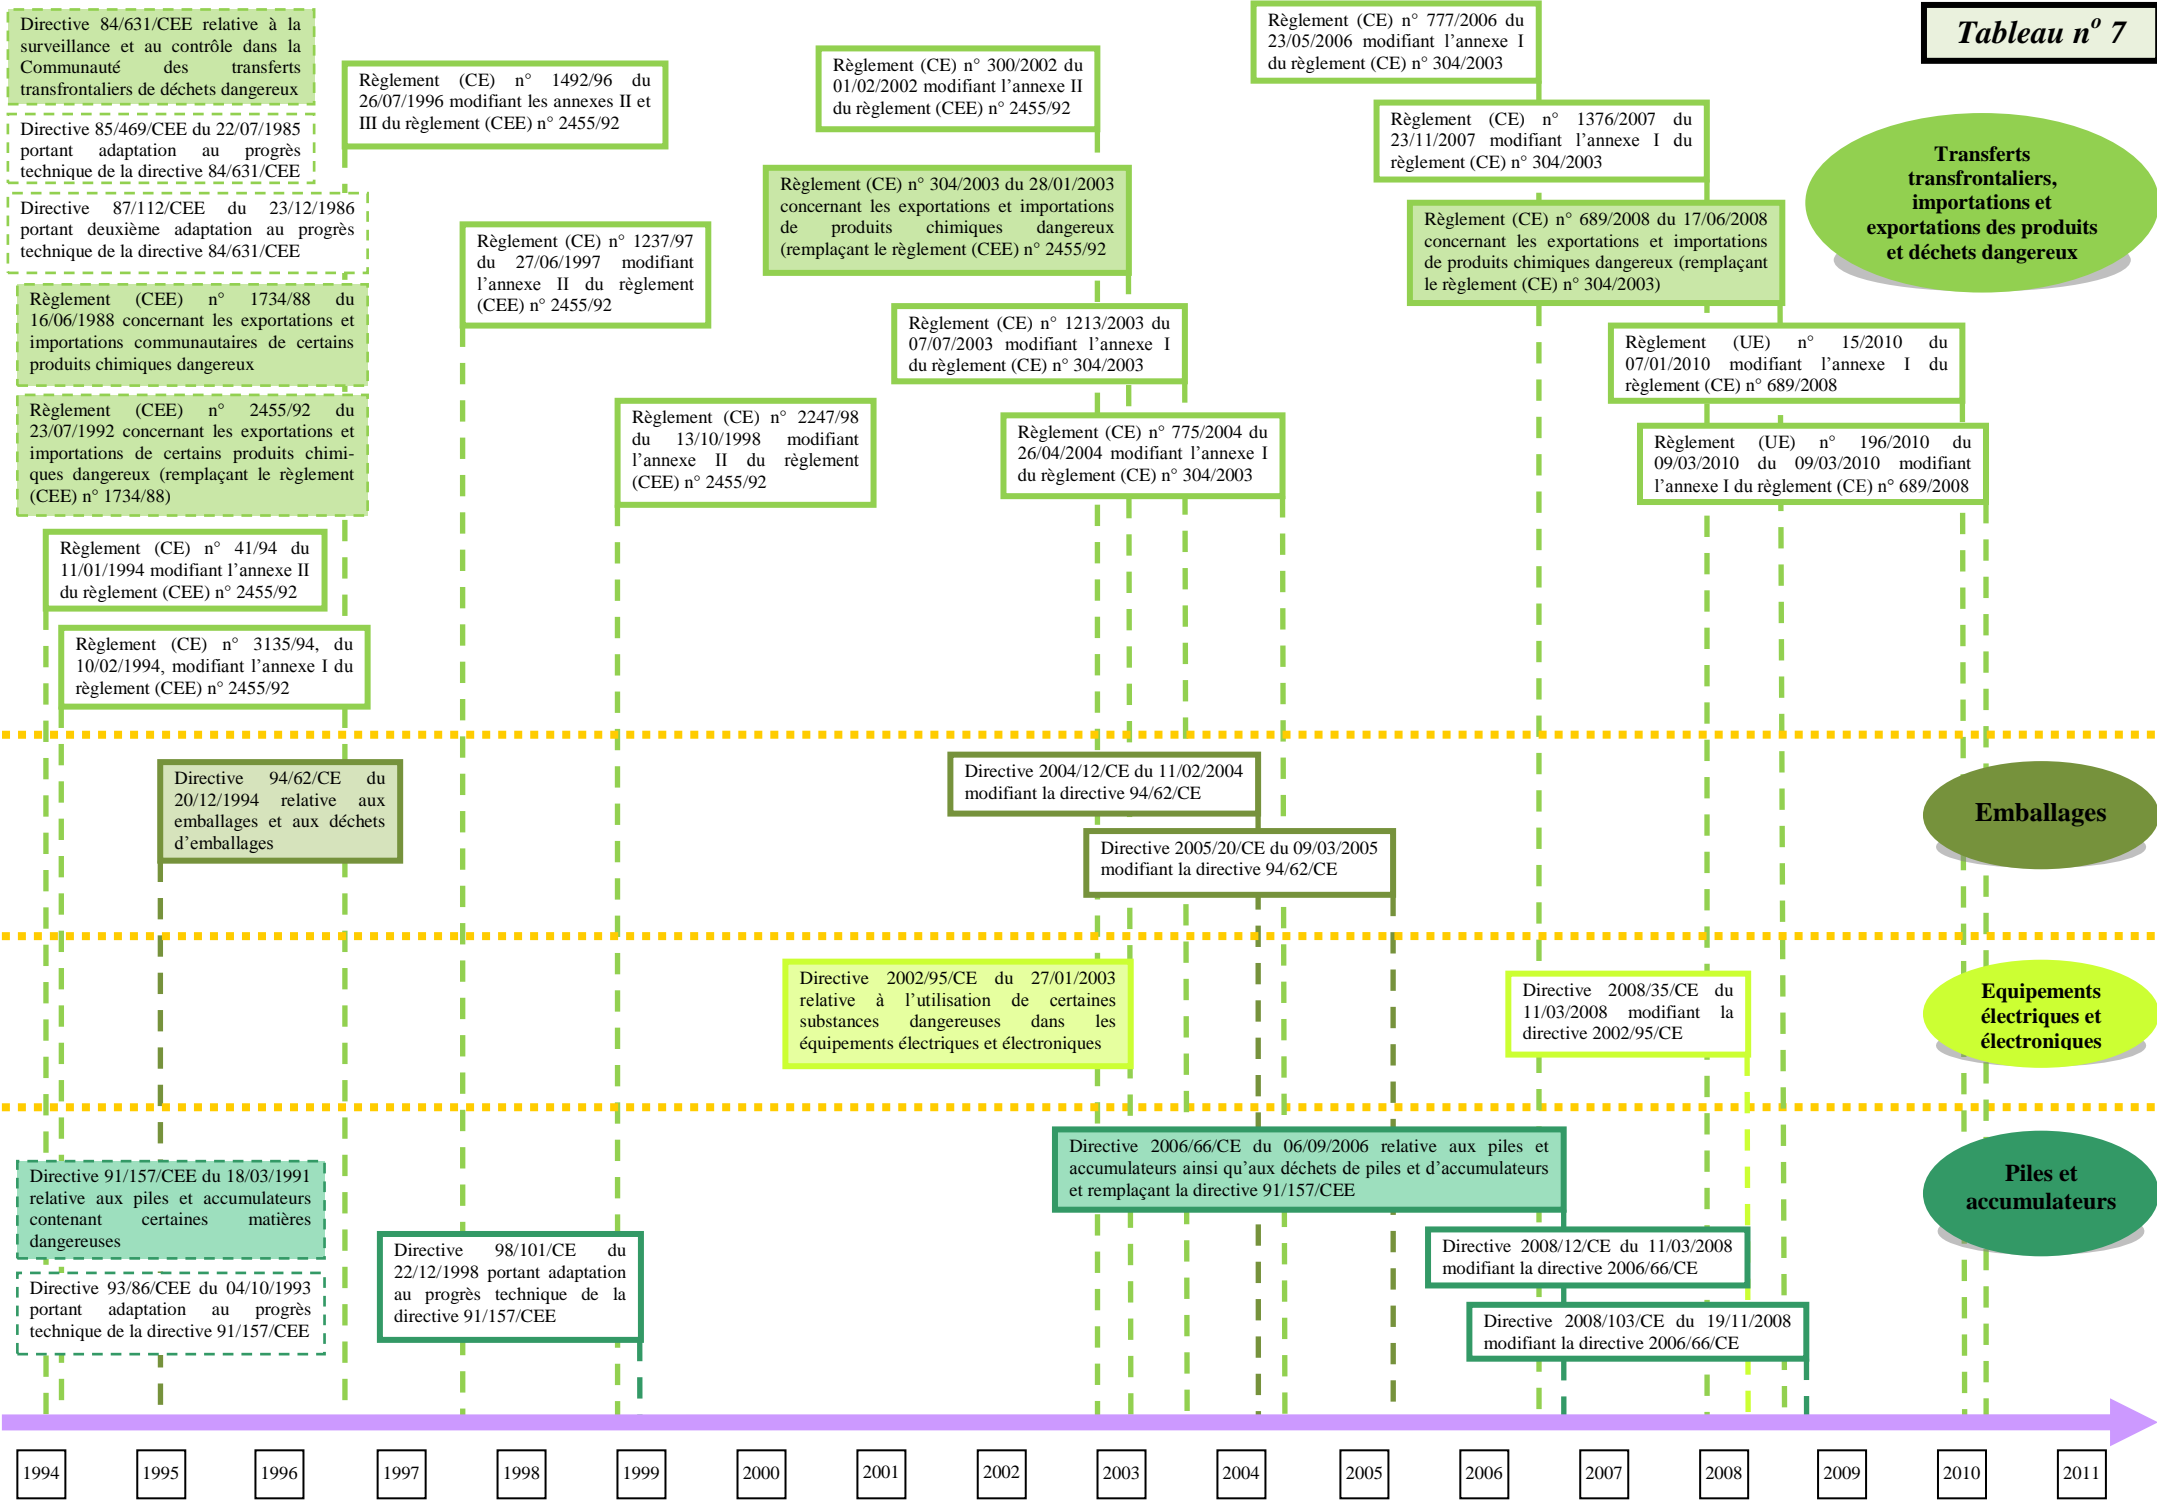 Tableau nº 7
Directive 84/631/CEE relative à la
surveillance et au contrôle dans la
Communauté des transferts
transfrontaliers de déchets dangereux
Directive 85/469/CEE du 22/07/1985
portant adaptation au progrès
technique de la directive 84/631/CEE
Directive 87/112/CEE du 23/12/1986
portant deuxième adaptation au progrès
technique de la directive 84/631/CEE
Règlement (CEE) n° 1734/88 du
16/06/1988 concernant les exportations et
importations communautaires de certains
produits chimiques dangereux
Règlement (CEE) n° 2455/92 du
23/07/1992 concernant les exportations et
importations de certains produits chimi-
ques dangereux (remplaçant le règlement
(CEE) n° 1734/88)
Règlement (CE) n° 41/94 du
11/01/1994 modifiant l'annexe II
du règlement (CEE) n° 2455/92
Règlement (CE) n° 3135/94, du
10/02/1994, modifiant l'annexe I du
règlement (CEE) n° 2455/92
Règlement (CE) n° 1492/96 du
26/07/1996 modifiant les annexes II et
III du règlement (CEE) n° 2455/92
Règlement (CE) n° 1237/97
du 27/06/1997 modifiant
l'annexe II du règlement
(CEE) n° 2455/92
Règlement (CE) n° 2247/98
du 13/10/1998 modifiant
l'annexe II du règlement
(CEE) n° 2455/92
Règlement (CE) n° 300/2002 du
01/02/2002 modifiant l'annexe II
du règlement (CEE) n° 2455/92
Règlement (CE) n° 304/2003 du 28/01/2003
concernant les exportations et importations
de produits chimiques dangereux
(remplaçant le règlement (CEE) n° 2455/92
Règlement (CE) n° 1213/2003 du
07/07/2003 modifiant l'annexe I
du règlement (CE) n° 304/2003
Règlement (CE) n° 775/2004 du
26/04/2004 modifiant l'annexe I
du règlement (CE) n° 304/2003
Règlement (CE) n° 777/2006 du
23/05/2006 modifiant l'annexe I
du règlement (CE) n° 304/2003
Règlement (CE) n° 1376/2007 du
23/11/2007 modifiant l'annexe I du
règlement (CE) n° 304/2003
Règlement (CE) n° 689/2008 du 17/06/2008
concernant les exportations et importations
de produits chimiques dangereux (remplaçant
le règlement (CE) n° 304/2003)
Règlement (UE) n° 15/2010 du
07/01/2010 modifiant l'annexe I du
règlement (CE) n° 689/2008
Règlement (UE) n° 196/2010 du
09/03/2010 du 09/03/2010 modifiant
l'annexe I du règlement (CE) n° 689/2008
Transferts
transfrontaliers,
importations et
exportations des produits
et déchets dangereux
Directive 94/62/CE du
20/12/1994 relative aux
emballages et aux déchets
d'emballages
Directive 2004/12/CE du 11/02/2004
modifiant la directive 94/62/CE
Directive 2005/20/CE du 09/03/2005
modifiant la directive 94/62/CE
Emballages
Directive 2002/95/CE du 27/01/2003
relative à l'utilisation de certaines
substances dangereuses dans les
équipements électriques et électroniques
Directive 2008/35/CE du
11/03/2008 modifiant la
directive 2002/95/CE
Equipements
électriques et
électroniques
Directive 91/157/CEE du 18/03/1991
relative aux piles et accumulateurs
contenant certaines matières
dangereuses
Directive 93/86/CEE du 04/10/1993
portant adaptation au progrès
technique de la directive 91/157/CEE
Directive 98/101/CE du
22/12/1998 portant adaptation
au progrès technique de la
directive 91/157/CEE
Directive 2006/66/CE du 06/09/2006 relative aux piles et
accumulateurs ainsi qu'aux déchets de piles et d'accumulateurs
et remplaçant la directive 91/157/CEE
Directive 2008/12/CE du 11/03/2008
modifiant la directive 2006/66/CE
Directive 2008/103/CE du 19/11/2008
modifiant la directive 2006/66/CE
Piles et
accumulateurs
1994 1995 1996 1997 1998 1999 2000 2001 2002 2003 2004 2005 2006 2007 2008 2009 2010 2011